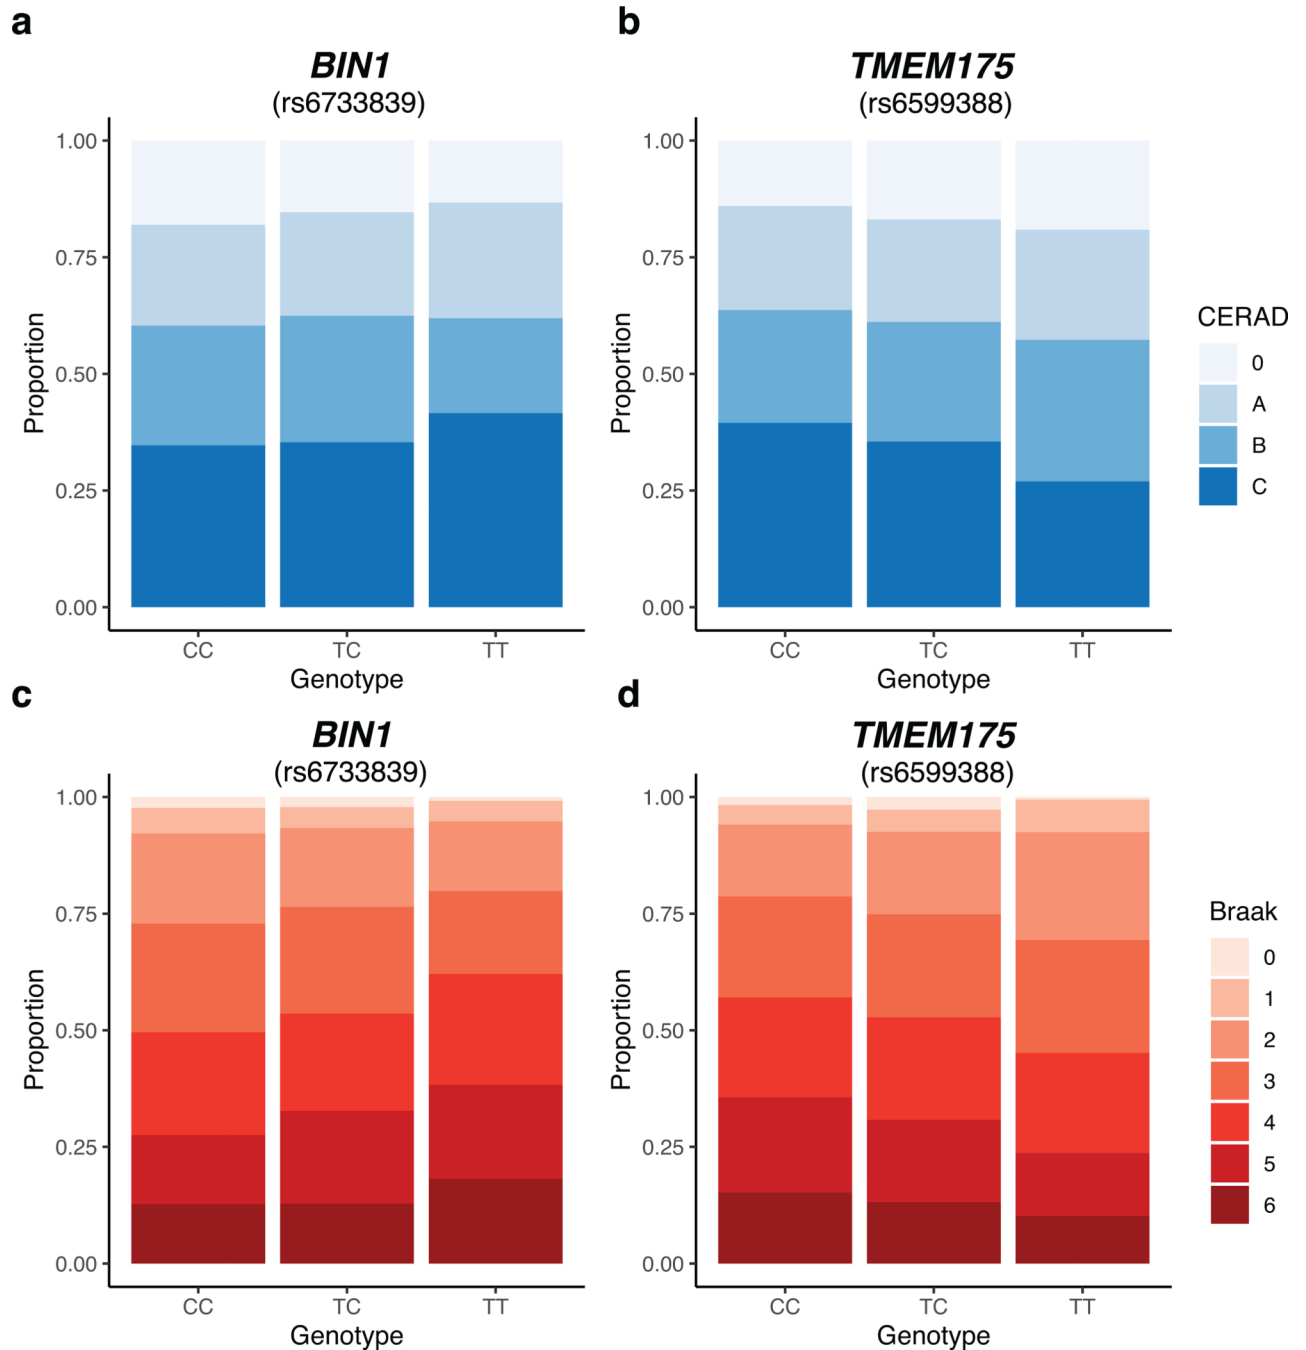 a
BIN1
(rs6733839)
1.00
0.75
0.50
0.25
0.00
Proportion
CC TC TT
Genotype
b
TMEM175
(rs6599388)
1.00
0.75
0.50
0.25
0.00
Proportion
CC TC TT
Genotype
CERAD
0
A
B
C
c
BIN1
(rs6733839)
1.00
0.75
0.50
0.25
0.00
Proportion
CC TC TT
Genotype
d
TMEM175
(rs6599388)
1.00
0.75
0.50
0.25
0.00
Proportion
CC TC TT
Genotype
Braak
0
1
2
3
4
5
6